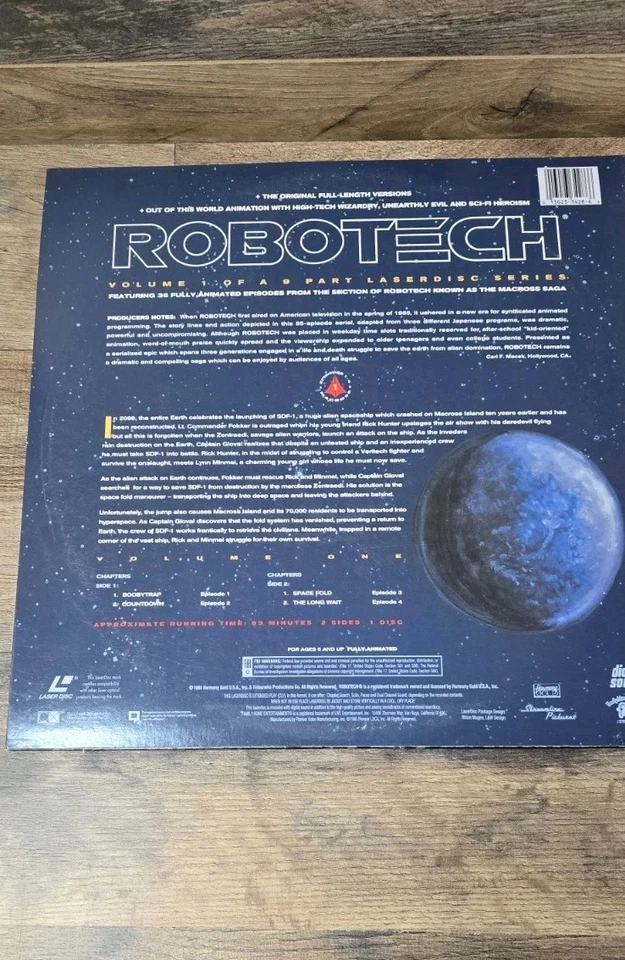 • THE ORIGINAL FULL-LENGTH VERSIONS
• OUT OF THIS WORLD ANIMATION WITH HIGH-TECH WIZARDRY, UNEARTHLY EVIL AND SCI-FI HEROISM
ROBOTECH®
VOLUME 1 OF A 9 PART LASERDISC SERIES
FEATURING 36 FULLY ANIMATED EPISODES FROM THE SECTION OF ROBOTECH KNOWN AS THE MACROSS SAGA
PRODUCERS NOTES: When ROBOTECH first aired on American television in the spring of 1985, it ushered in a new era for syndicated animated
programming. The story lines and action depicted in this 85-episode series, adapted from three different Japanese programs, was dramatic,
powerful and uncompromising. Although ROBOTECH was placed in weekday time slots traditionally reserved for after-school "kid-oriented"
animation, word-of-mouth praise quickly spread and the viewership expanded to older teenagers and even college students. Presented as
a serialized epic which spans three generations engaged in a life and death struggle to save the earth from alien domination, ROBOTECH remains
a dramatic and compelling saga which can be enjoyed by audiences of all ages.
Carl F. Macek, Hollywood, CA.
In 2009, the entire Earth celebrates the launching of SDF-1, a huge alien spaceship which crashed on Macross Island ten years earlier and has
been reconstructed. Lt. Commander Fokker is outraged when his young friend Rick Hunter upstages the air show with his daredevil flying
but all this is forgotten when the Zentraedi, savage alien warriors, launch an attack on the ship. As the invaders
rain destruction on the Earth, Captain Gloval realizes that despite an untested ship and an inexperienced crew
he must take SDF-1 into battle. Rick Hunter, in the midst of struggling to control a Veritech fighter and
survive the onslaught, meets Lynn Minmei, a charming young girl whose life he must now save.
As the alien attack on Earth continues, Fokker must rescue Rick and Minmei, while Captain Gloval
searches for a way to save SDF-1 from destruction by the merciless Zentraedi. His solution is the
space fold maneuver – transporting the ship into deep space and leaving the attackers behind.
Unfortunately, the jump also causes Macross Island and its 70,000 residents to be transported into
hyperspace. As Captain Gloval discovers that the fold system has vanished, preventing a return to
Earth, the crew of SDF-1 works frantically to retrieve the civilians. Meanwhile, trapped in a remote
corner of the vast ship, Rick and Minmei struggle for their own survival.
VOLUME ONE
CHAPTERS
SIDE 1:
1. BOOBYTRAP Episode 1
2. COUNTDOWN Episode 2
CHAPTERS
SIDE 2:
1. SPACE FOLD Episode 3
2. THE LONG WAIT Episode 4
APPROXIMATE RUNNING TIME: 93 MINUTES 2 SIDES 1 DISC
FOR AGES 6 AND UP FULLY ANIMATED
FBI WARNING:
LASER DISC
Harmony Gold
Streamline Pictures
LaserDisc Package Design: